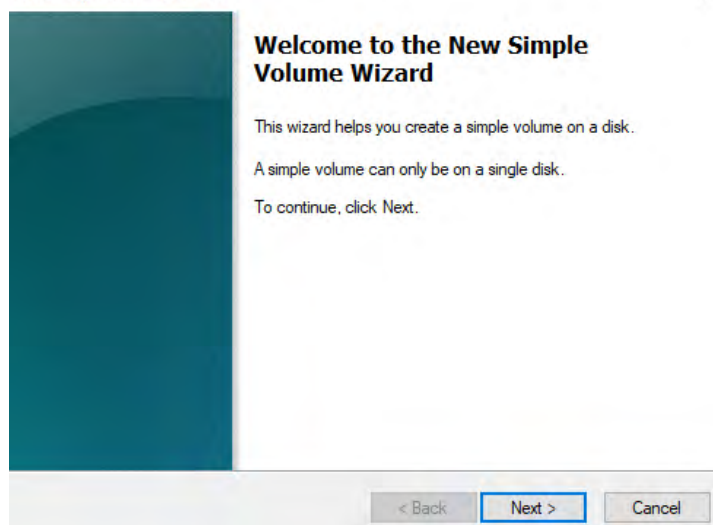 Welcome to the New Simple
Volume Wizard
This wizard helps you create a simple volume on a disk.
A simple volume can only be on a single disk.
To continue, click Next.
< Back
Next >
Cancel